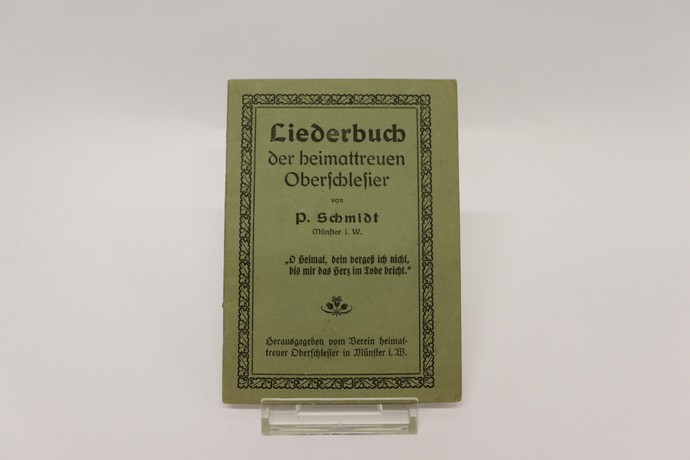 Liederbuch
der heimattreuen
Oberschlesier
von
P. Schmidt
Münster i. W.
„O Heimat, dein vergeß ich nicht,
bis mir das Herz im Tode bricht.“
Herausgegeben vom Verein heimat-
treuer Oberschlesier in Münster i. W.